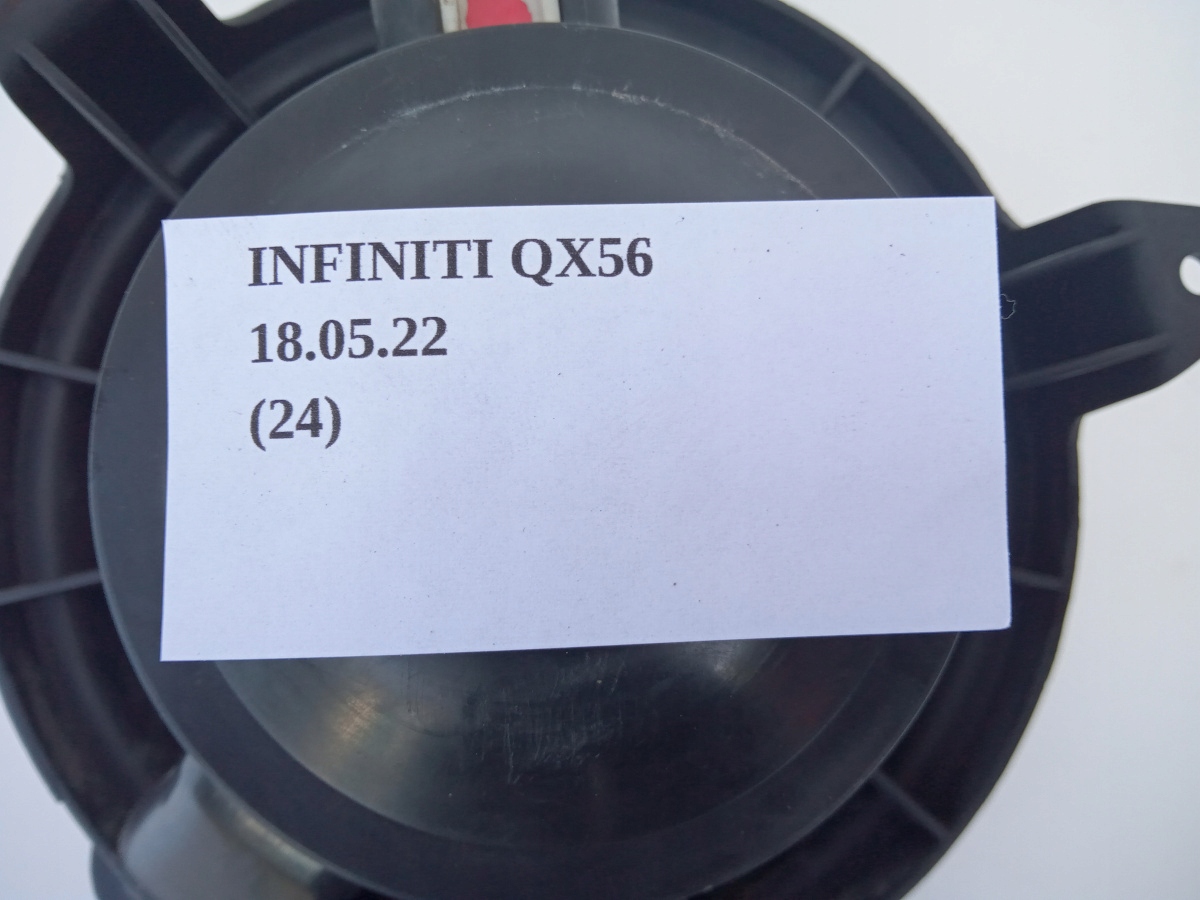 INFINITI QX56
18.05.22
(24)